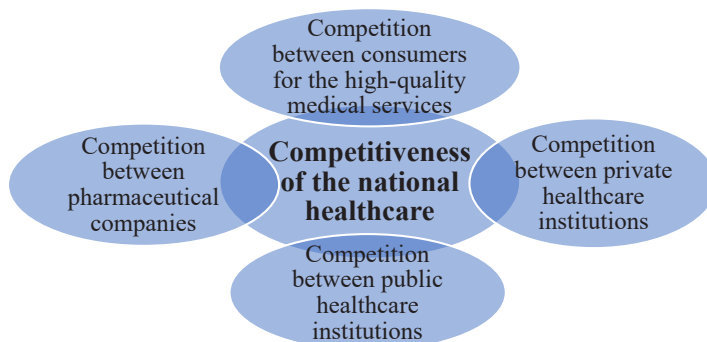 Competition
between consumers
for the high-quality
medical services
Competition
between
pharmaceutical
companies
Competitiveness
of the national
healthcare
Competition
between private
healthcare
institutions
Competition
between public
healthcare
institutions